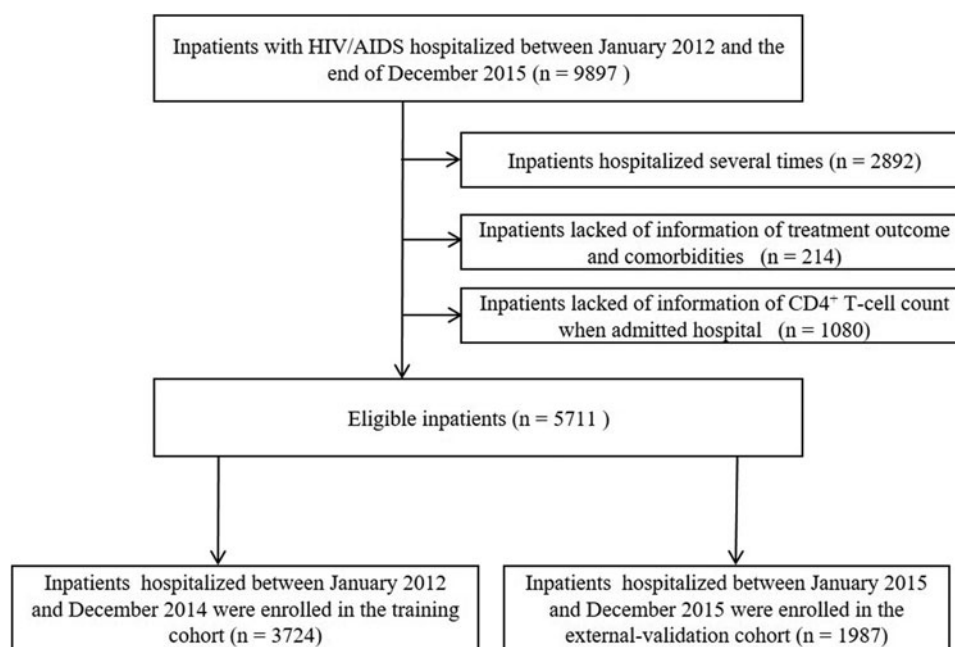 Inpatients with HIV/AIDS hospitalized between January 2012 and the
end of December 2015 (n = 9897 )
Inpatients hospitalized several times (n = 2892)
Inpatients lacked of information of treatment outcome
and comorbidities (n = 214)
Inpatients lacked of information of CD4⁺ T-cell count
when admitted hospital (n = 1080)
Eligible inpatients (n = 5711 )
Inpatients hospitalized between January 2012
and December 2014 were enrolled in the training
cohort (n = 3724)
Inpatients hospitalized between January 2015
and December 2015 were enrolled in the
external-validation cohort (n = 1987)